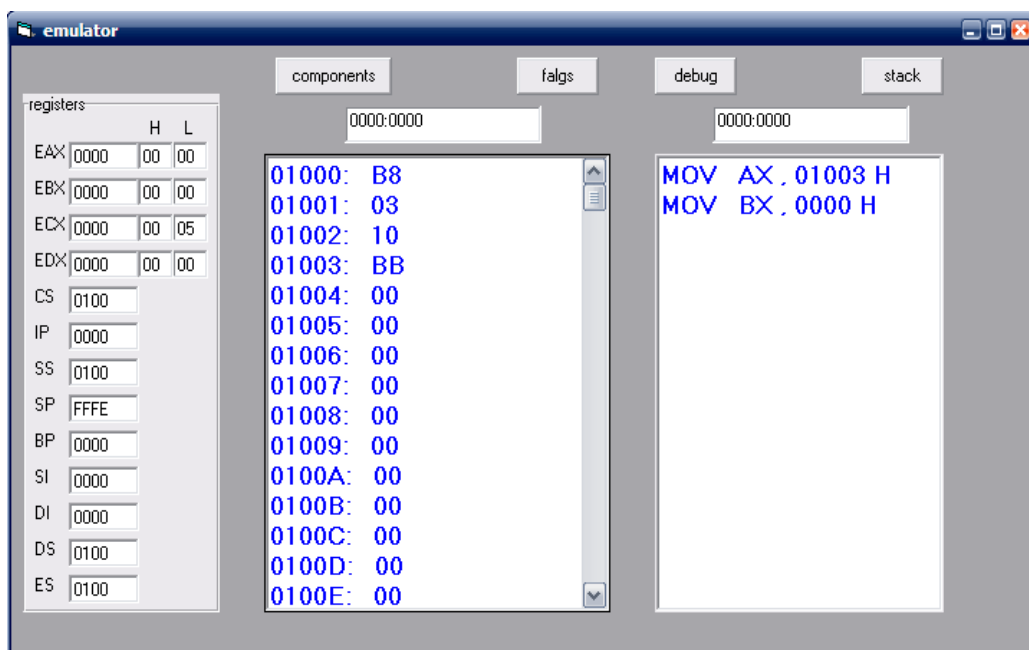 emulator
components falgs debug stack
registers
0000:0000 0000:0000
H L
EAX 0000 00 00
EBX 0000 00 00
ECX 0000 00 05
EDX 0000 00 00
CS 0100
IP 0000
SS 0100
SP FFFE
BP 0000
SI 0000
DI 0000
DS 0100
ES 0100
01000: B8
01001: 03
01002: 10
01003: BB
01004: 00
01005: 00
01006: 00
01007: 00
01008: 00
01009: 00
0100A: 00
0100B: 00
0100C: 00
0100D: 00
0100E: 00
MOV AX , 01003 H
MOV BX , 0000 H